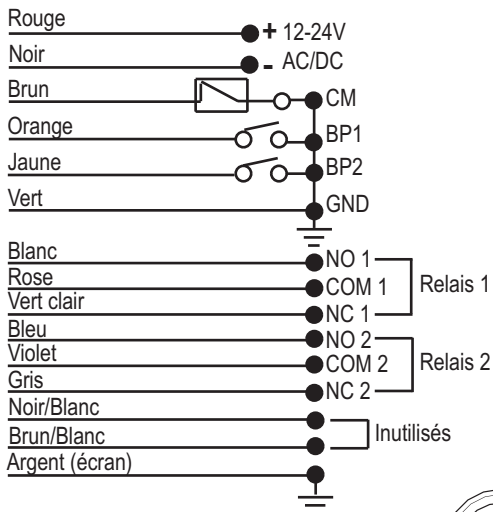 Rouge + 12-24V
Noir - AC/DC
Brun CM
Orange BP1
Jaune BP2
Vert GND
Blanc NO 1
Rose COM 1 Relais 1
Vert clair NC 1
Bleu NO 2
Violet COM 2 Relais 2
Gris NC 2
Noir/Blanc
Brun/Blanc Inutilisés
Argent (écran)